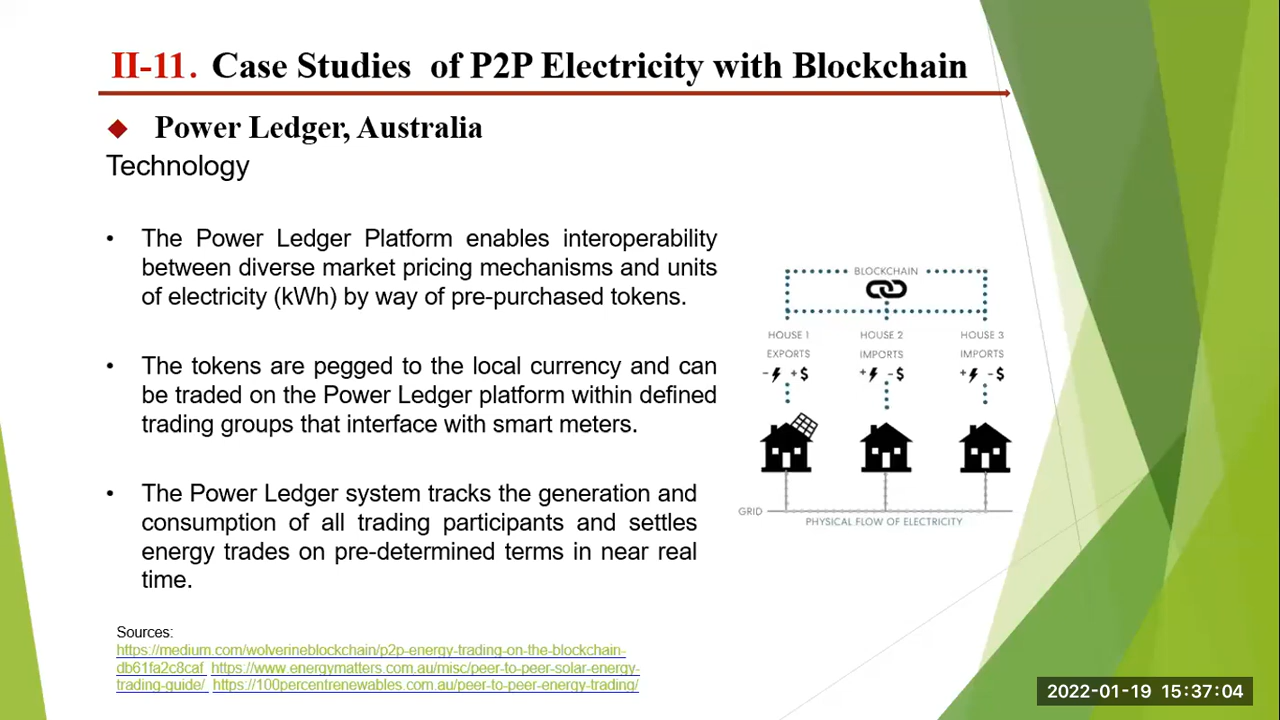 II-11. Case Studies of P2P Electricity with Blockchain
Power Ledger, Australia
Technology
• The Power Ledger Platform enables interoperability
between diverse market pricing mechanisms and units
of electricity (kWh) by way of pre-purchased tokens.
• The tokens are pegged to the local currency and can
be traded on the Power Ledger platform within defined
trading groups that interface with smart meters.
• The Power Ledger system tracks the generation and
consumption of all trading participants and settles
energy trades on pre-determined terms in near real
time.
BLOCKCHAIN
HOUSE 1 HOUSE 2 HOUSE 3
EXPORTS IMPORTS IMPORTS
- +$ + -$ + -$
GRID
PHYSICAL FLOW OF ELECTRICITY
Sources:
https://medium.com/wolverineblockchain/p2p-energy-trading-on-the-blockchain-
db61fa2c8caf https://www.energymatters.com.au/misc/peer-to-peer-solar-energy-
trading-guide/ https://100percentrenewables.com.au/peer-to-peer-energy-trading/
2022-01-19 15:37:04